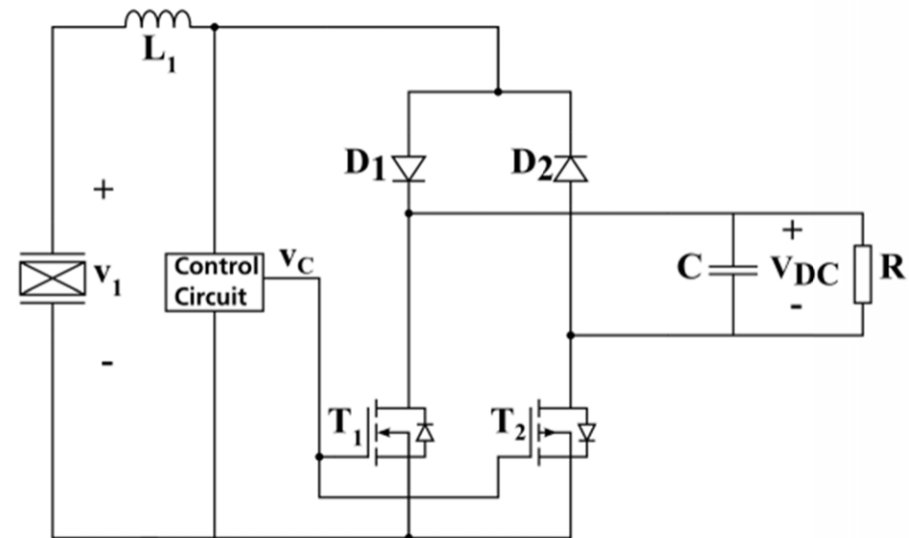 L1
D1
D2
+
+
v1
Control
Circuit
vC
C
VDC
R
-
-
T1
T2